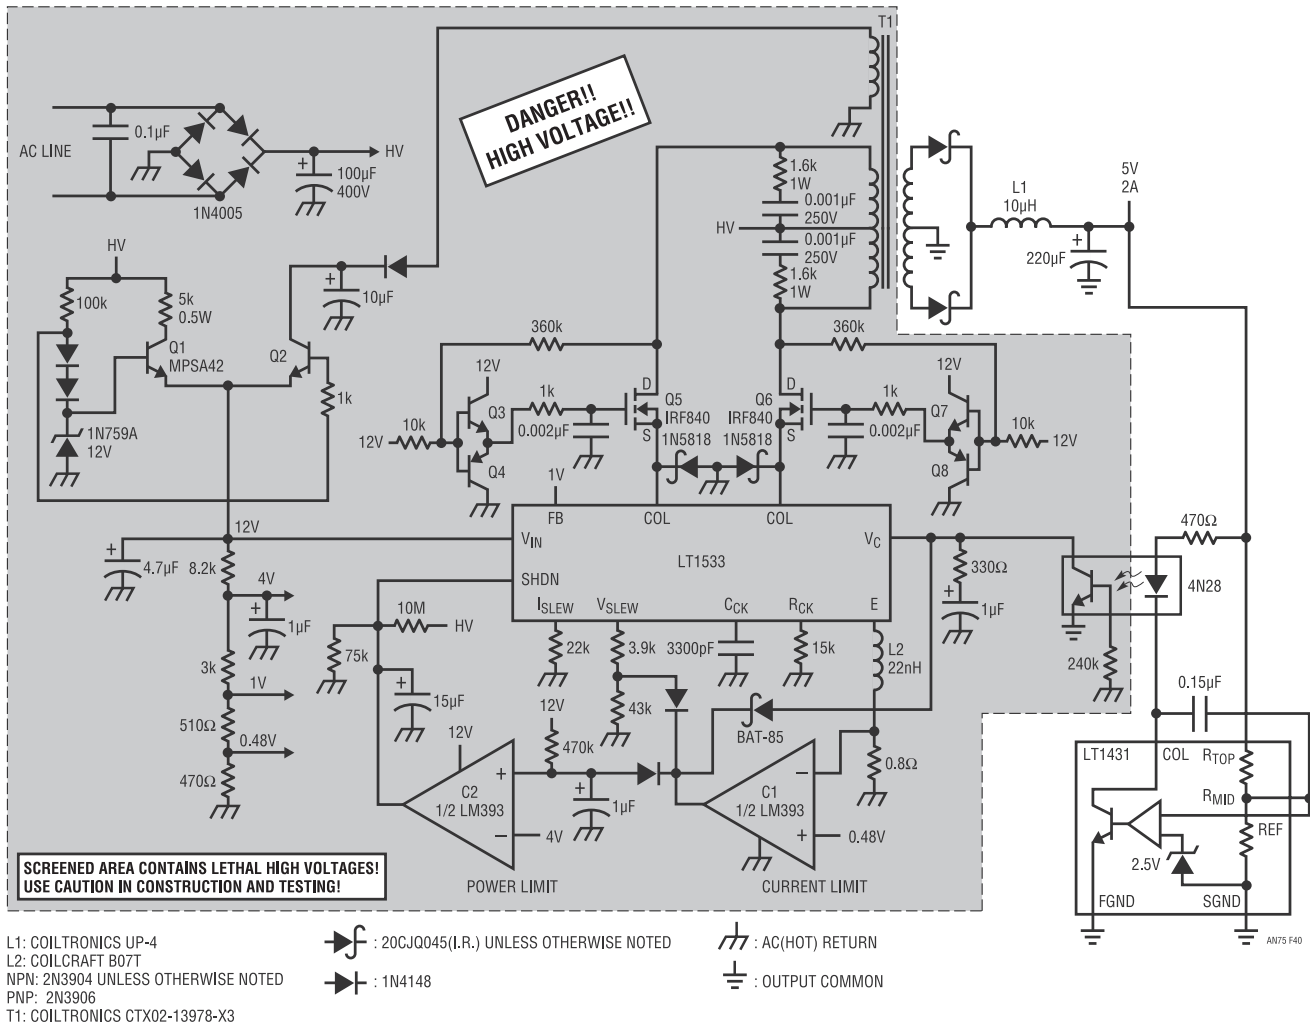 T1
DANGER!!
HIGH VOLTAGE!!
0.1µF
AC LINE
HV
+
100µF
400V
1N4005
1.6k
1W
0.001µF
250V
HV
0.001µF
250V
1.6k
1W
L1
10µH
5V
2A
+
220µF
HV
100k
5k
0.5W
+
10µF
Q1
MPSA42
Q2
1k
1N759A
12V
360k
360k
12V
12V
Q3
1k
D
Q5
IRF840
S
Q6
IRF840
D
S
1k
Q7
10k
12V
0.002µF
1N5818
1N5818
0.002µF
10k
12V
Q4
Q8
1V
FB
COL
COL
12V
VIN
VC
LT1533
+
4.7µF
8.2k
SHDN
330Ω
470Ω
4N28
4V
+
1µF
10M
HV
ISLEW
VSLEW
CCK
RCK
E
+
1µF
75k
22k
3.9k
3300pF
15k
L2
22nH
240k
3k
1V
+
15µF
43k
BAT-85
0.15µF
510Ω
0.48V
12V
12V
470k
0.8Ω
470Ω
+
C2
1/2 LM393
–
+
1µF
4V
–
C1
1/2 LM393
+
0.48V
LT1431
COL
RTOP
RMID
REF
2.5V
FGND
SGND
POWER LIMIT
CURRENT LIMIT
SCREENED AREA CONTAINS LETHAL HIGH VOLTAGES!
USE CAUTION IN CONSTRUCTION AND TESTING!
AN75 F40
L1: COILTRONICS UP-4
L2: COILCRAFT B07T
NPN: 2N3904 UNLESS OTHERWISE NOTED
PNP: 2N3906
T1: COILTRONICS CTX02-13978-X3
: 20CJQ045(I.R.) UNLESS OTHERWISE NOTED
: 1N4148
: AC(HOT) RETURN
: OUTPUT COMMON